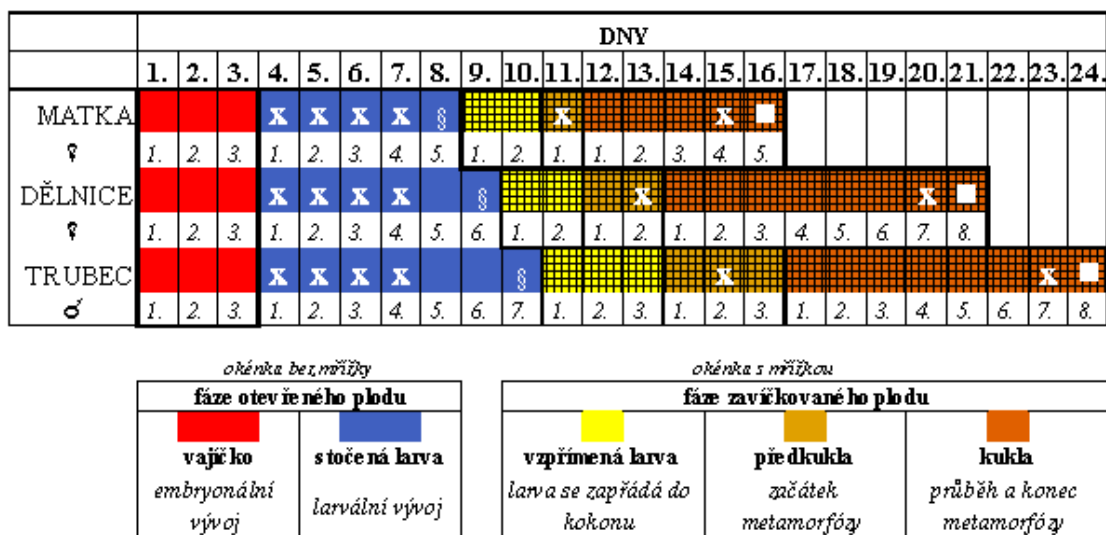 DNY
1. 2. 3. 4. 5. 6. 7. 8. 9. 10. 11. 12. 13. 14. 15. 16. 17. 18. 19. 20. 21. 22. 23. 24.
MATKA X X X X § X X
♀ 1. 2. 3. 1. 2. 3. 4. 5. 1. 2. 1. 1. 2. 3. 4. 5.
DĚLNICE X X X X § X X
♀ 1. 2. 3. 1. 2. 3. 4. 5. 6. 1. 2. 1. 2. 1. 2. 3. 4. 5. 6. 7. 8.
TRUBEC X X X X § X X
♂ 1. 2. 3. 1. 2. 3. 4. 5. 6. 7. 1. 2. 3. 1. 2. 3. 1. 2. 3. 4. 5. 6. 7. 8.
okénka bez mřížky
fáze otevřeného plodu
vajíčko
embryonální
vývoj
stočená larva
larvální vývoj
okénka s mřížkou
fáze zavíčkovaného plodu
vzpřímená larva
larva se zapřádá do
kokonu
předkukla
začátek
metamorfózy
kukla
průběh a konec
metamorfózy